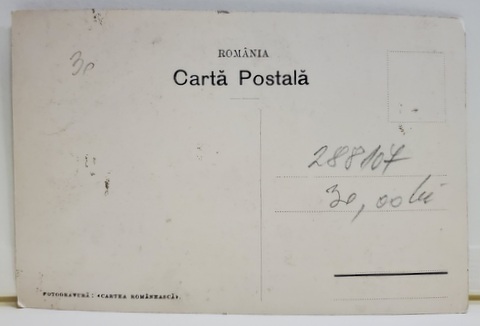 30
ROMÂNIA
Cartă Postală
288107
30,00 lei
FOTOGRAVURĂ: «CARTEA ROMÂNEASCĂ».